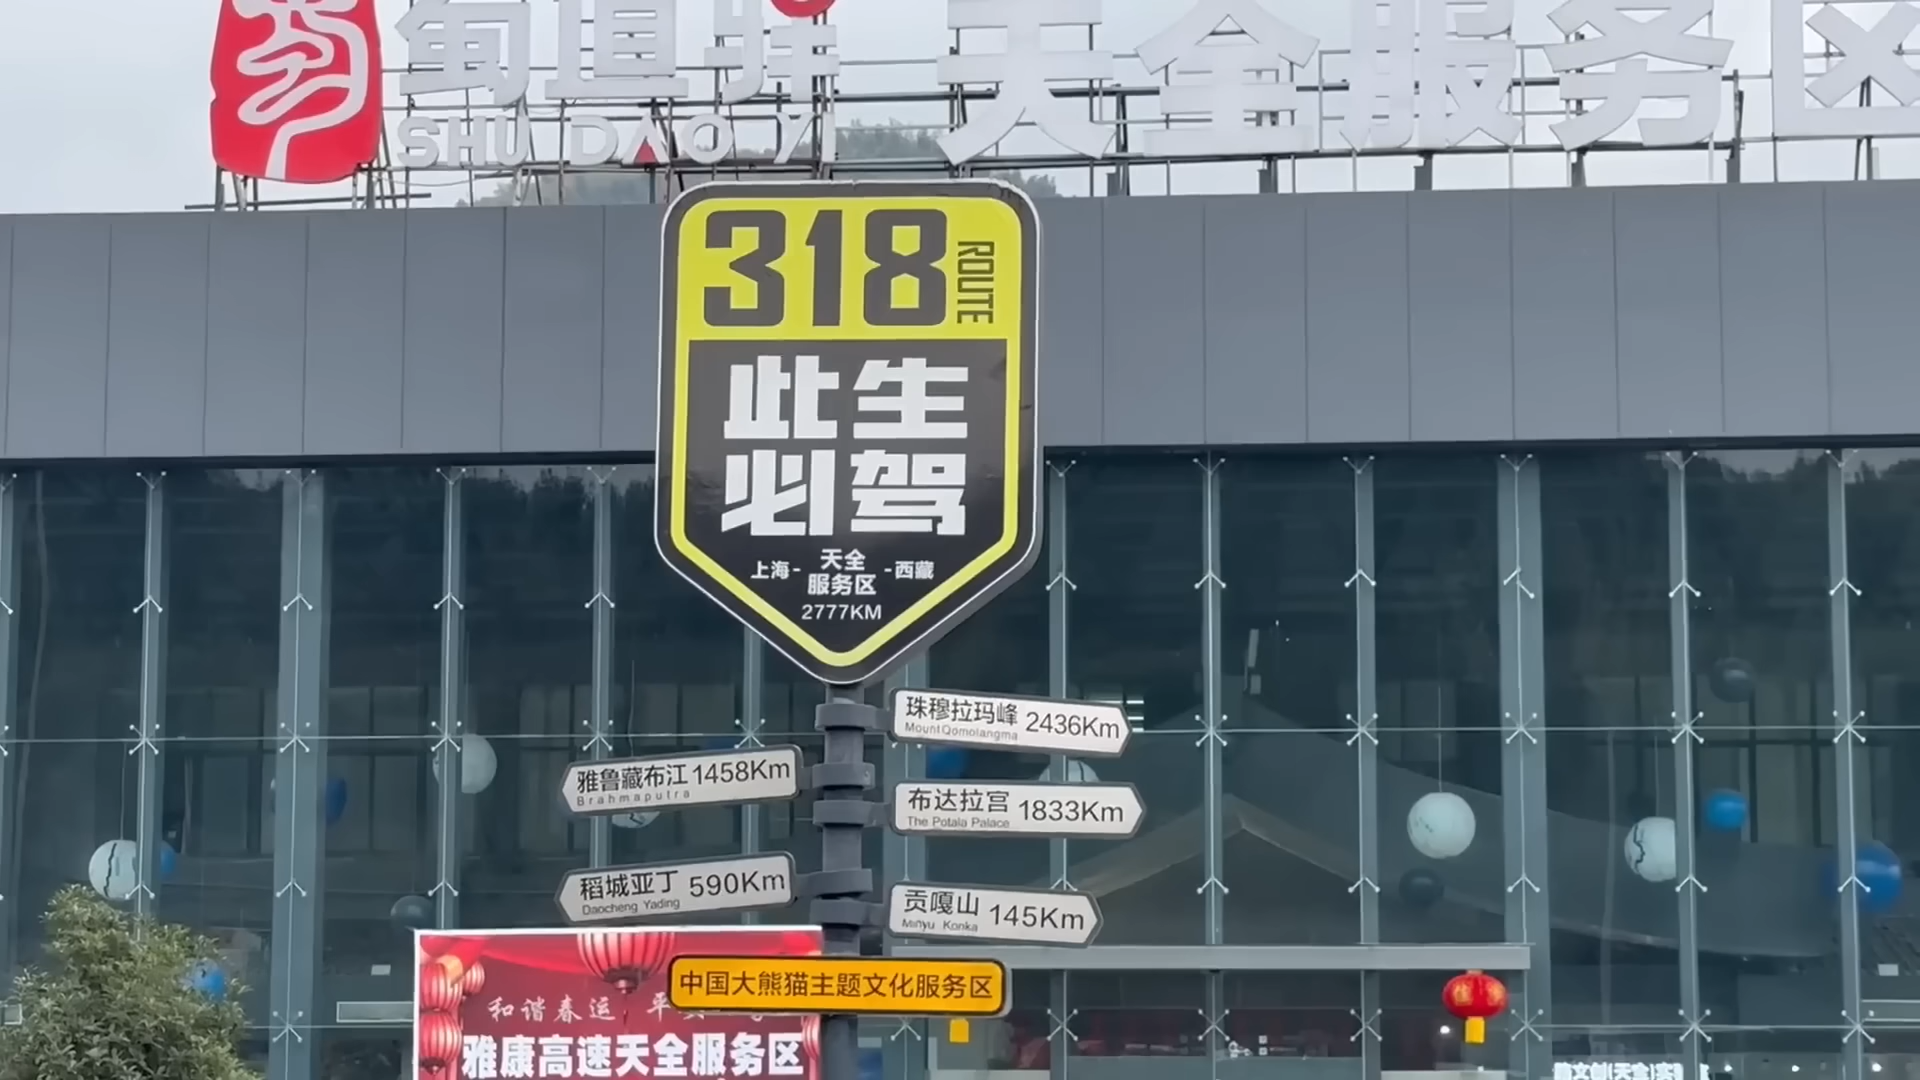 蜀道驿 天全服务区
SHU DAO YI
318 ROUTE
此生
必驾
上海- 天全服务区 -西藏
2777KM
珠穆拉玛峰 2436Km
Mount Qomolangma
雅鲁藏布江 1458Km
Brahmaputra
布达拉宫 1833Km
The Potala Palace
稻城亚丁 590Km
Daocheng Yading
贡嘎山 145Km
Minyu Konka
中国大熊猫主题文化服务区
和谐春运 平
雅康高速天全服务区